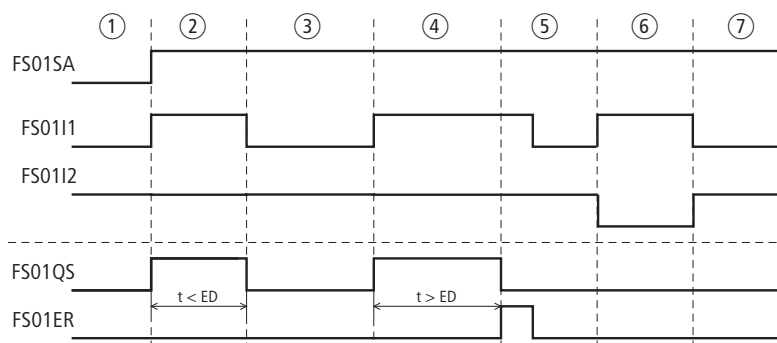 ① ② ③ ④ ⑤ ⑥ ⑦
FS01SA
FS01I1
FS01I2
FS01QS
t < ED t > ED
FS01ER